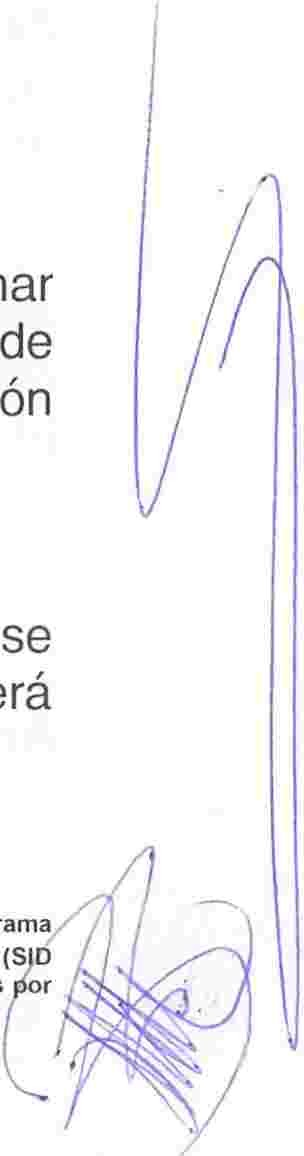 nar
de
ón
se
erá
rama
(SID
s por